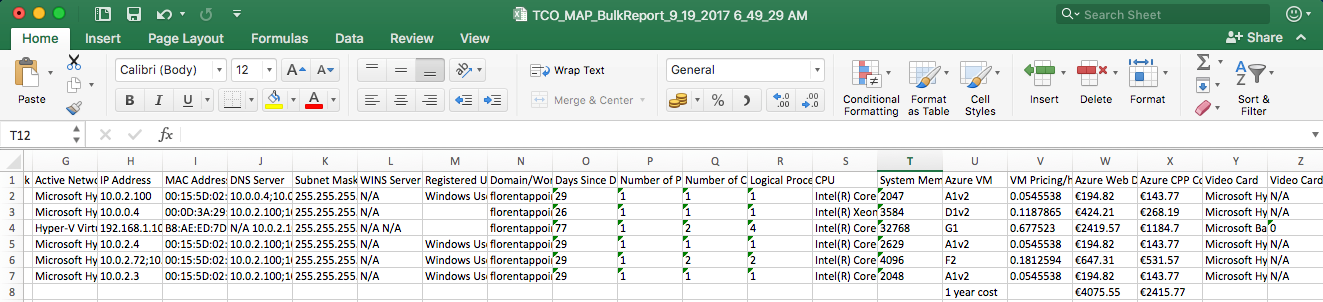 TCO_MAP_BulkReport_9_19_2017 6_49_29 AM
Search Sheet
Home Insert Page Layout Formulas Data Review View
Share
Paste
Calibri (Body) 12 A A
B I U A
Wrap Text
Merge & Center
General
% .0 .00 .00 .0
Conditional Formatting
Format as Table
Cell Styles
Insert Delete Format
A Z
Sort & Filter
T12 fx
G H I J K L M N O P Q R S T U V W X Y Z
1 k Active Netwo IP Address MAC Address DNS Server Subnet Mask WINS Server Registered U Domain/Wor Days Since D Number of P Number of C Logical Proce CPU System Mem Azure VM VM Pricing/h Azure Web D Azure CPP Co Video Card Video Card
2 Microsoft Hy 10.0.2.100 00:15:5D:02: 10.0.0.4;10.0 255.255.255. N/A Windows Use florentappoi 29 1 1 1 Intel(R) Core 2047 A1v2 0.0545538 €194.82 €143.77 Microsoft Hy N/A
3 Microsoft Hy 10.0.0.4 00:0D:3A:29: 10.0.2.100;10 255.255.255. N/A florentappoi 26 1 1 1 Intel(R) Xeon 3584 D1v2 0.1187865 €424.21 €268.19 Microsoft Hy N/A
4 Hyper-V Virtu 192.168.1.10 B8:AE:ED:7D N/A 10.0.2.10 255.255.255. N/A N/A florentappoi 77 1 2 4 Intel(R) Core 32768 G1 0.677523 €2419.57 €1184.7 Microsoft Ba 0
5 Microsoft Hy 10.0.2.4 00:15:5D:02: 10.0.2.100;10 255.255.255. N/A Windows Use florentappoi 29 1 1 1 Intel(R) Core 2629 A1v2 0.0545538 €194.82 €143.77 Microsoft Hy N/A
6 Microsoft Hy 10.0.2.72;10. 00:15:5D:02: 10.0.2.100;10 255.255.255. N/A Windows Use florentappoi 29 1 2 2 Intel(R) Core 4096 F2 0.1812594 €647.31 €531.57 Microsoft Hy N/A
7 Microsoft Hy 10.0.2.3 00:15:5D:02: 10.0.2.100;10 255.255.255. N/A Windows Use florentappoi 29 1 1 1 Intel(R) Core 2048 A1v2 0.0545538 €194.82 €143.77 Microsoft Hy N/A
8 1 year cost €4075.55 €2415.77